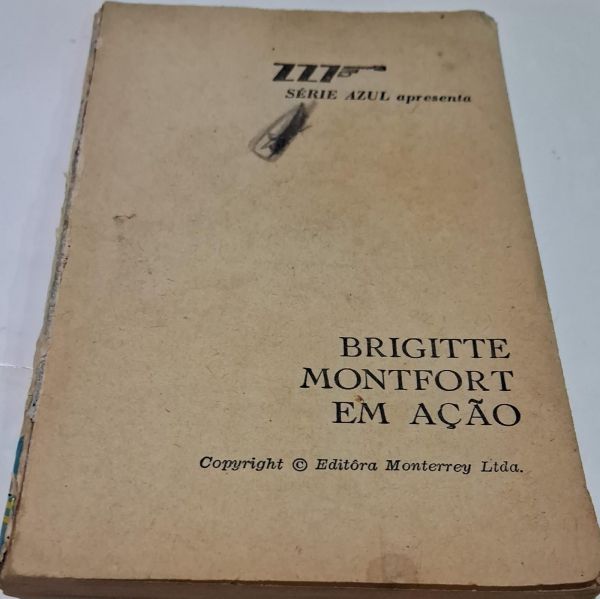 ZZ7
SÉRIE AZUL apresenta
BRIGITTE
MONTFORT
EM AÇÃO
Copyright © Editôra Monterrey Ltda.